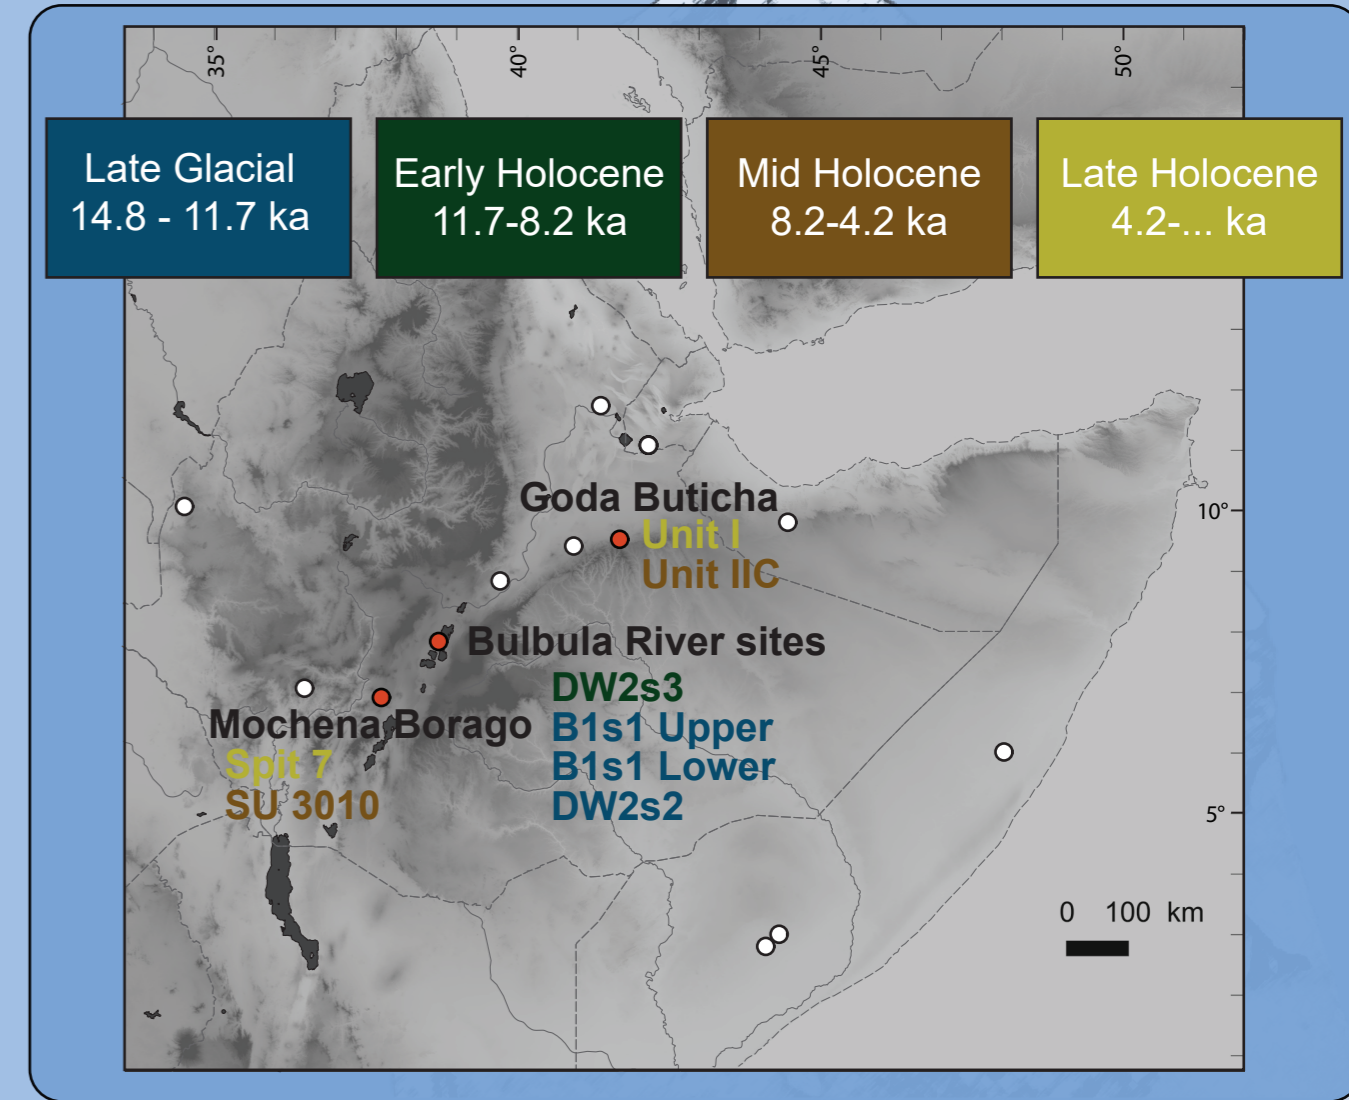 35°
40°
45°
50°
Late Glacial
14.8 - 11.7 ka
Early Holocene
11.7-8.2 ka
Mid Holocene
8.2-4.2 ka
Late Holocene
4.2-... ka
Goda Buticha
Unit I
Unit IIC
10°
Bulbula River sites
DW2s3
B1s1 Upper
B1s1 Lower
DW2s2
Mochena Borago
Spit 7
SU 3010
5°
0 100 km